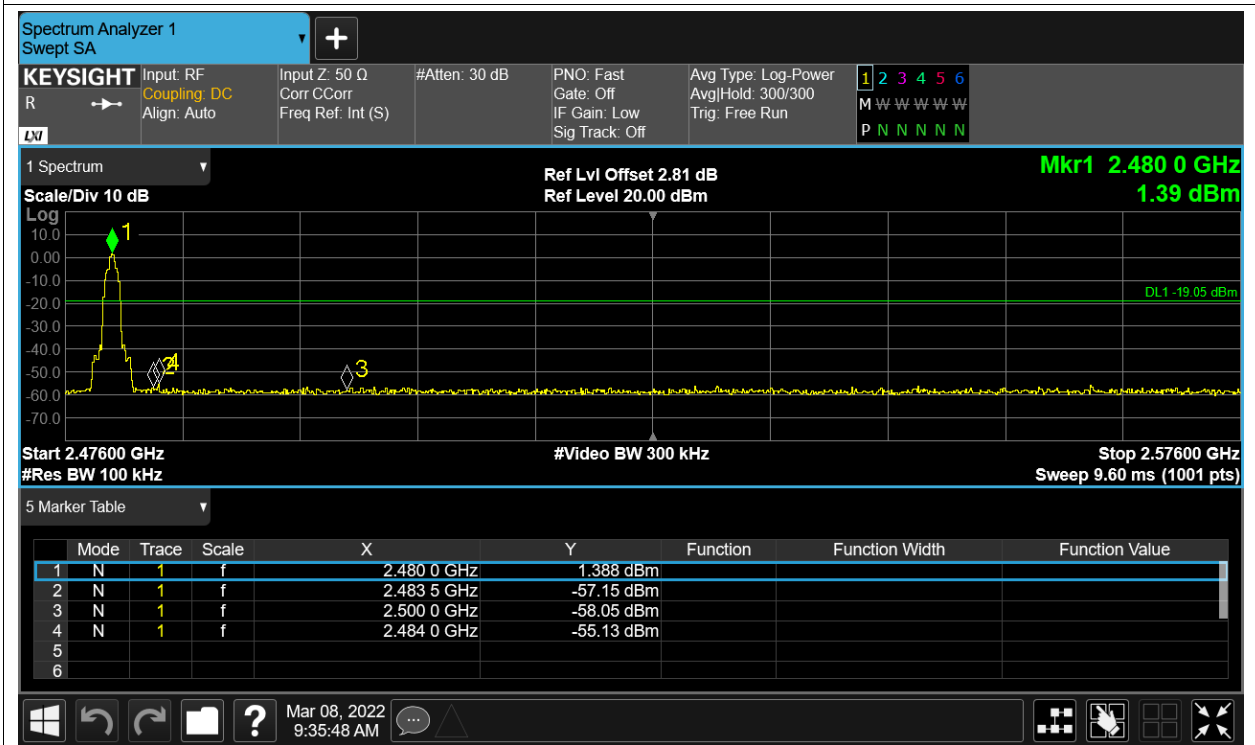 Spectrum Analyzer 1
Swept SA
KEYSIGHT Input: RF Input Z: 50 Ω #Atten: 30 dB PNO: Fast Avg Type: Log-Power 1 2 3 4 5 6
R Coupling: DC Corr CCorr Gate: Off Avg|Hold: 300/300 M W W W W W
Align: Auto Freq Ref: Int (S) IF Gain: Low Trig: Free Run
LXI Sig Track: Off P N N N N N
1 Spectrum Ref Lvl Offset 2.81 dB Mkr1 2.480 0 GHz
Scale/Div 10 dB Ref Level 20.00 dBm 1.39 dBm
Log
10.0 1
0.00
-10.0
DL1 -19.05 dBm
-20.0
-30.0
-40.0
2 4 3
-50.0
-60.0
-70.0
Start 2.47600 GHz #Video BW 300 kHz Stop 2.57600 GHz
#Res BW 100 kHz Sweep 9.60 ms (1001 pts)
5 Marker Table
Mode Trace Scale X Y Function Function Width Function Value
1 N 1 f 2.480 0 GHz 1.388 dBm
2 N 1 f 2.483 5 GHz -57.15 dBm
3 N 1 f 2.500 0 GHz -58.05 dBm
4 N 1 f 2.484 0 GHz -55.13 dBm
5
6
? Mar 08, 2022
9:35:48 AM